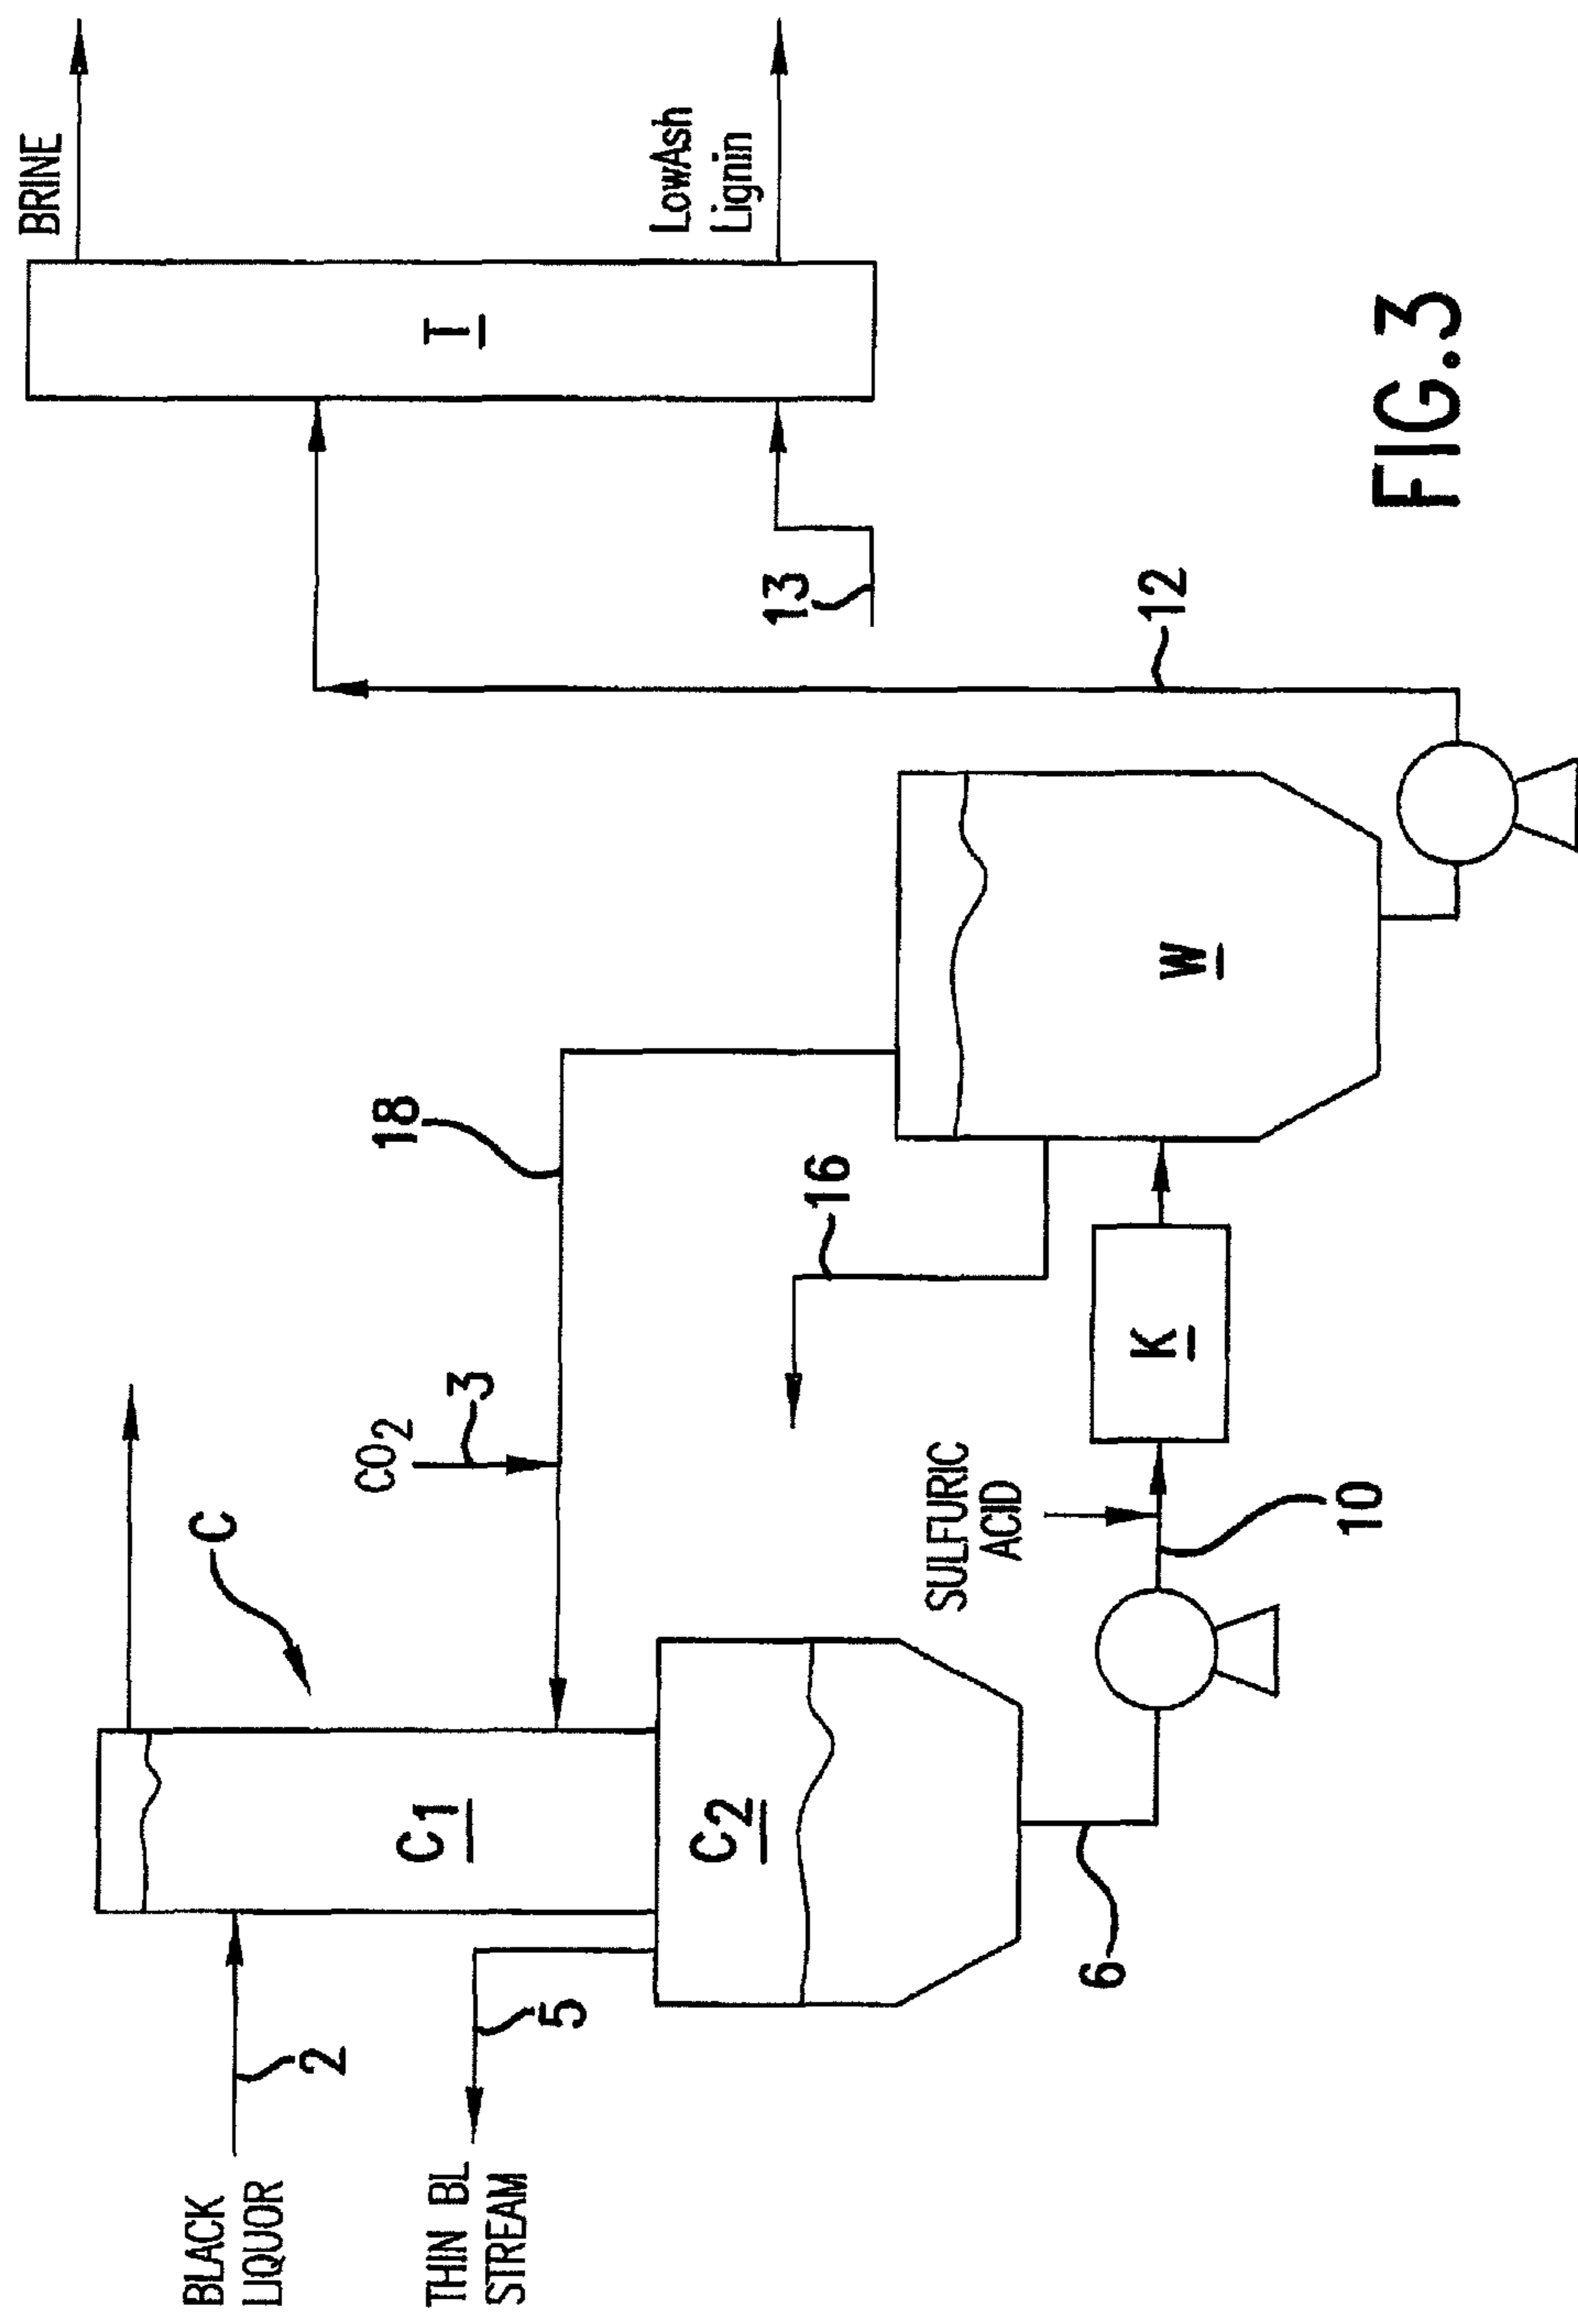 BLACK
LIQUOR
2
THIN BL
STREAM
5
C
C1
C2
6
CO2
3
18
SULFURIC
ACID
10
K
16
W
12
13
I
BRINE
LowAsh
Lignin
FIG.3